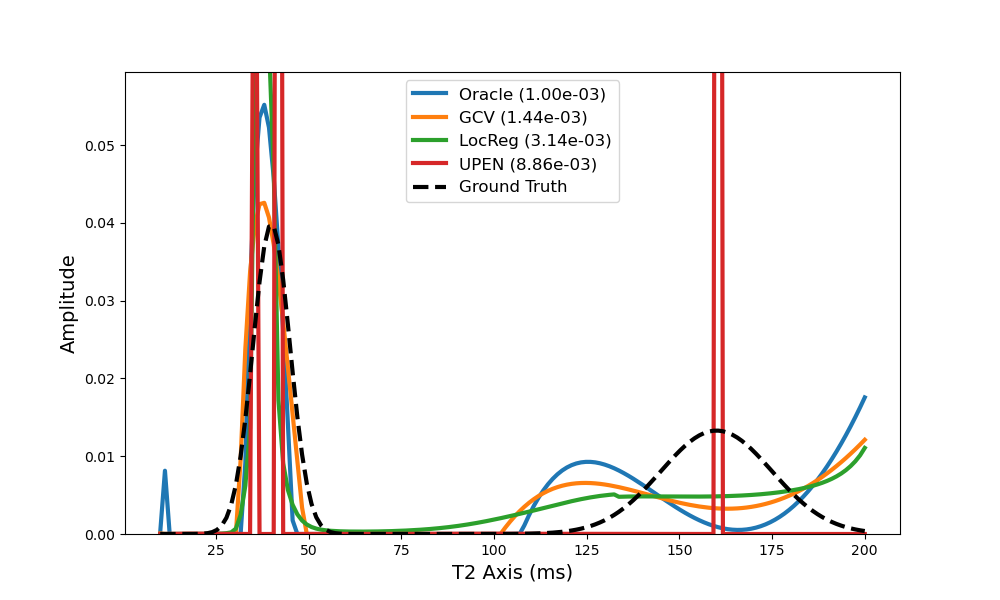 Oracle (1.00e-03)
GCV (1.44e-03)
LocReg (3.14e-03)
UPEN (8.86e-03)
Ground Truth
Amplitude
0.05
0.04
0.03
0.02
0.01
0.00
25 50 75 100 125 150 175 200
T2 Axis (ms)